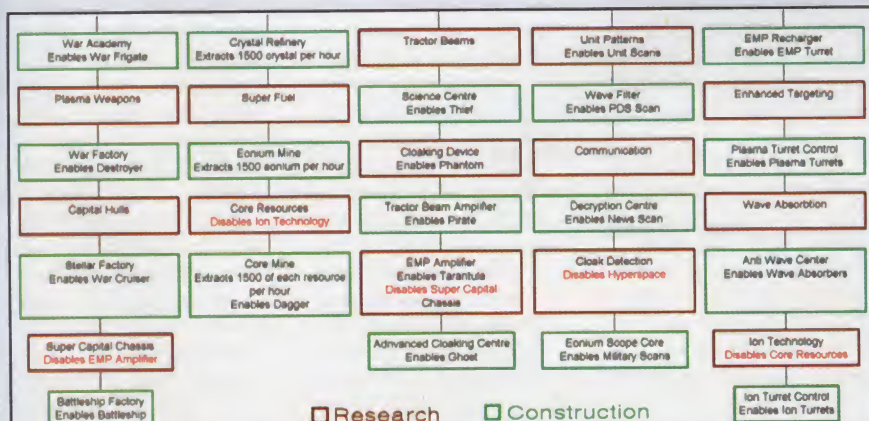 War Academy
Enables War Frigate
Plasma Weapons
War Factory
Enables Destroyer
Capital Hulls
Stellar Factory
Enables War Cruiser
Super Capital Chassis
Disables EMP Amplifier
Battleship Factory
Enables Battleship
Crystal Refinery
Extracts 1500 crystal per hour
Super Fuel
Eonium Mine
Extracts 1500 eonium per hour
Core Resources
Disables Ion Technology
Core Mine
Extracts 1500 of each resource
per hour
Enables Dagger
Tractor Beams
Science Centre
Enables Thief
Cloaking Device
Enables Phantom
Tractor Beam Amplifier
Enables Pirate
EMP Amplifier
Enables Tarantula
Disables Super Capital
Chassis
Adnvanced Cloaking Centre
Enables Ghost
Unit Patterns
Enables Unit Scans
Wave Filter
Enables PDS Scan
Communication
Decryption Centre
Enables News Scan
Cloak Detection
Disables Hyperspace
Eonium Scope Core
Enables Military Scans
EMP Recharger
Enables EMP Turret
Enhanced Targeting
Plasma Turret Control
Enables Plasma Turrets
Wave Absorbtion
Anti Wave Center
Enables Wave Absorbers
Ion Technology
Disables Core Resources
Ion Turret Control
Enables Ion Turrets
Research
Construction